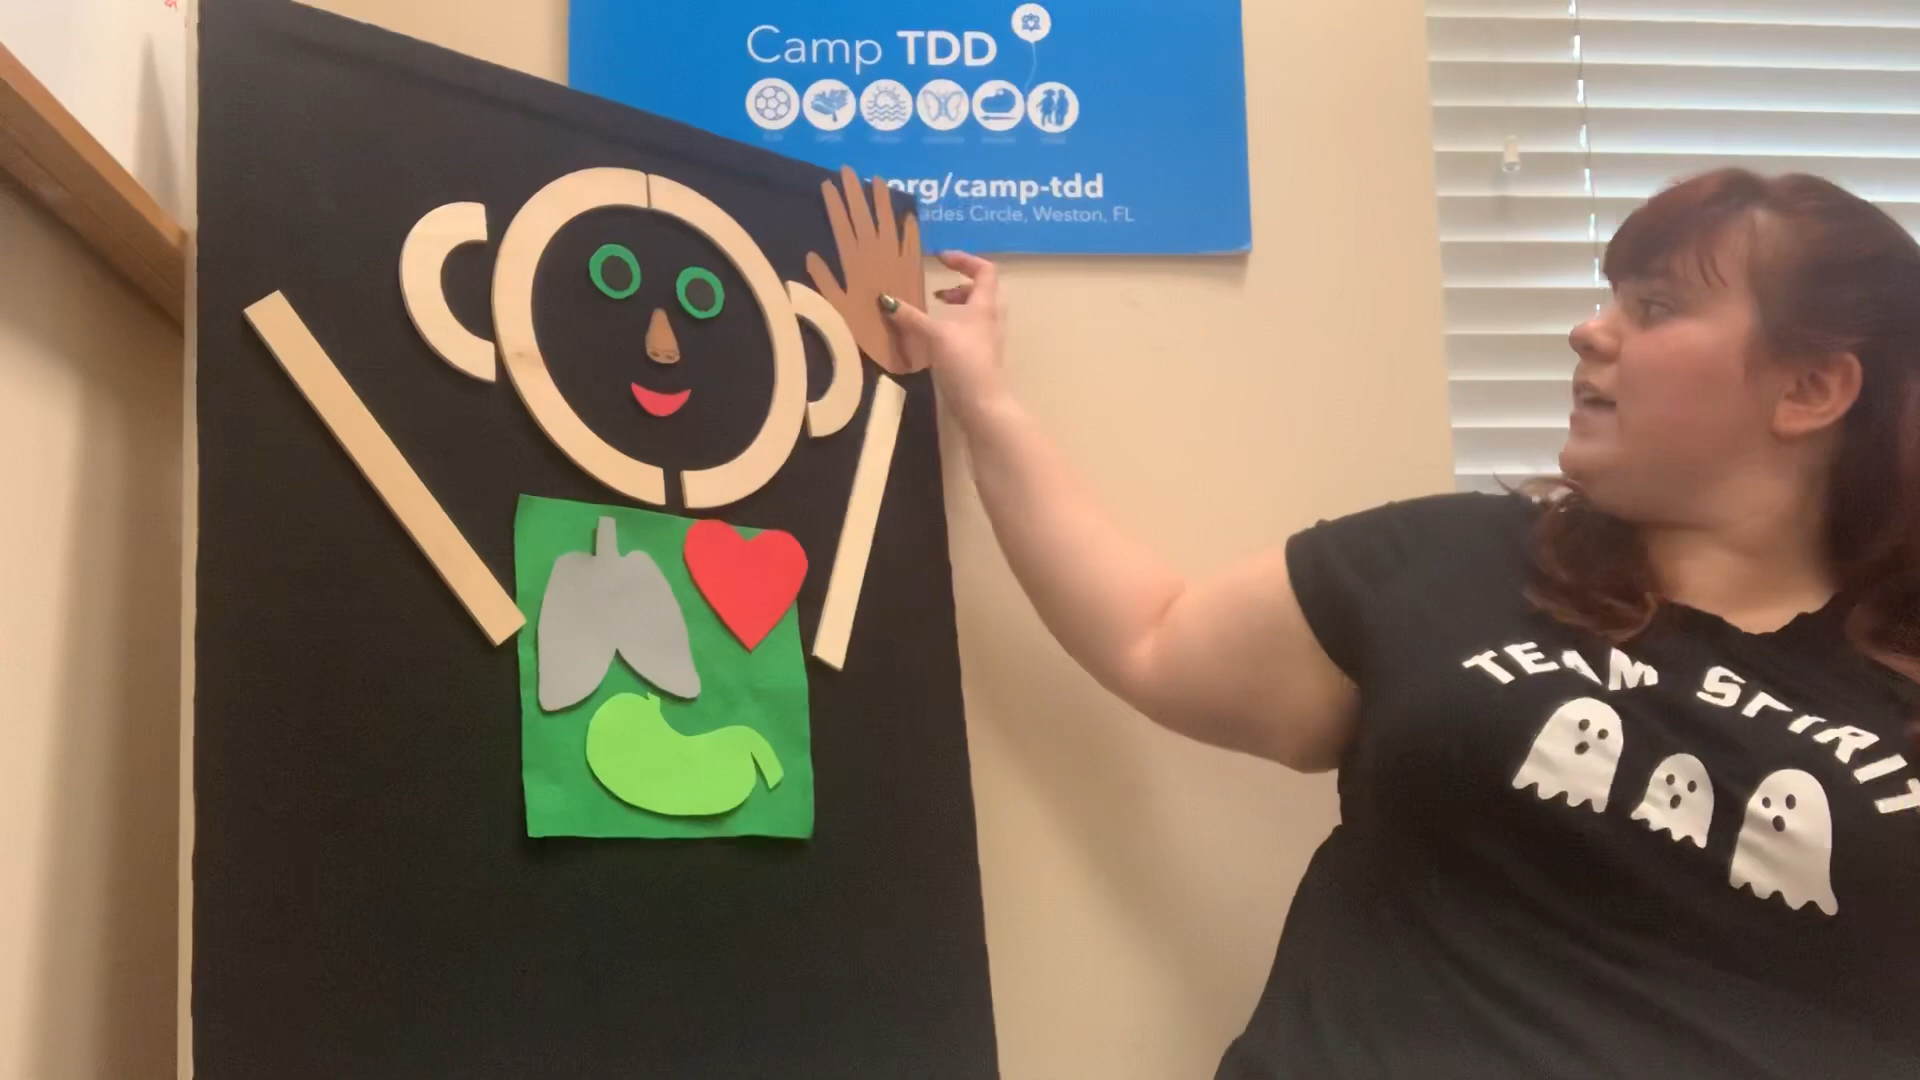 Camp TDD
.org/camp-tdd
ades Circle, Weston, FL
TEAM SPIRIT